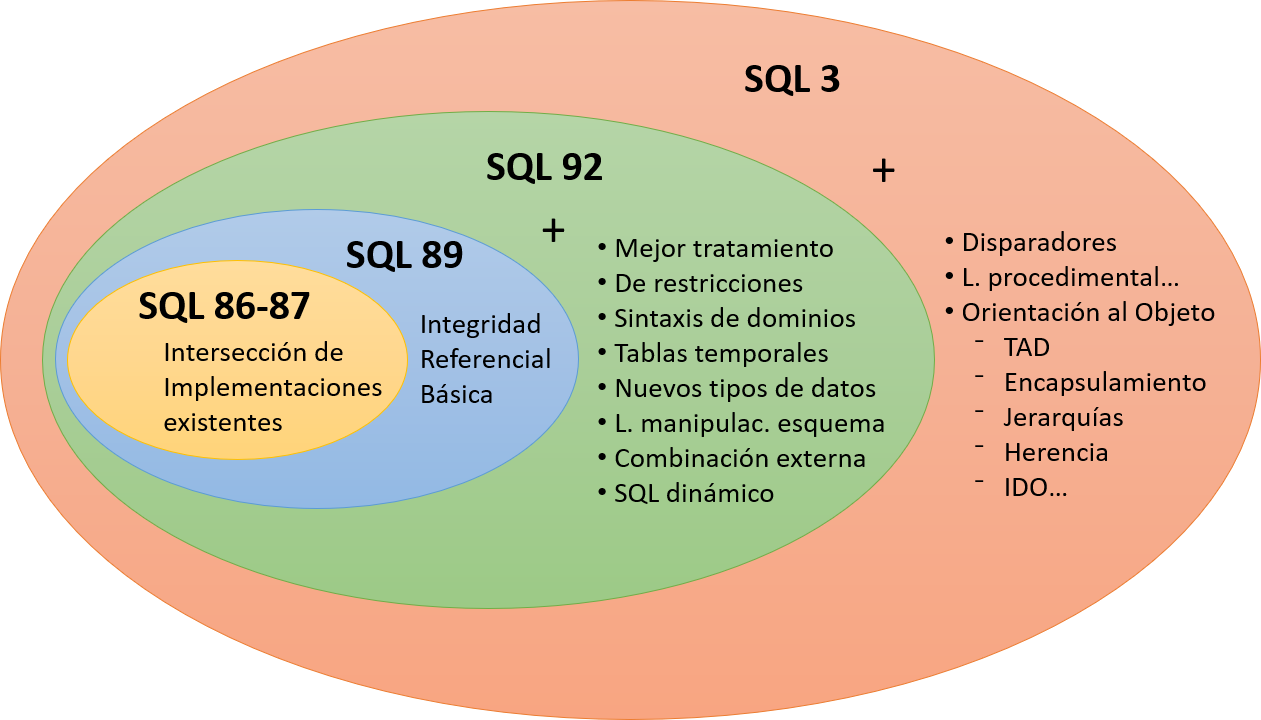 SQL 3
+
SQL 92
+
SQL 89
SQL 86-87
Intersección de
Implementaciones
existentes
Integridad
Referencial
Básica
• Mejor tratamiento
• De restricciones
• Sintaxis de dominios
• Tablas temporales
• Nuevos tipos de datos
• L. manipulac. esquema
• Combinación externa
• SQL dinámico
• Disparadores
• L. procedimental...
• Orientación al Objeto
- TAD
- Encapsulamiento
- Jerarquías
- Herencia
- IDO...